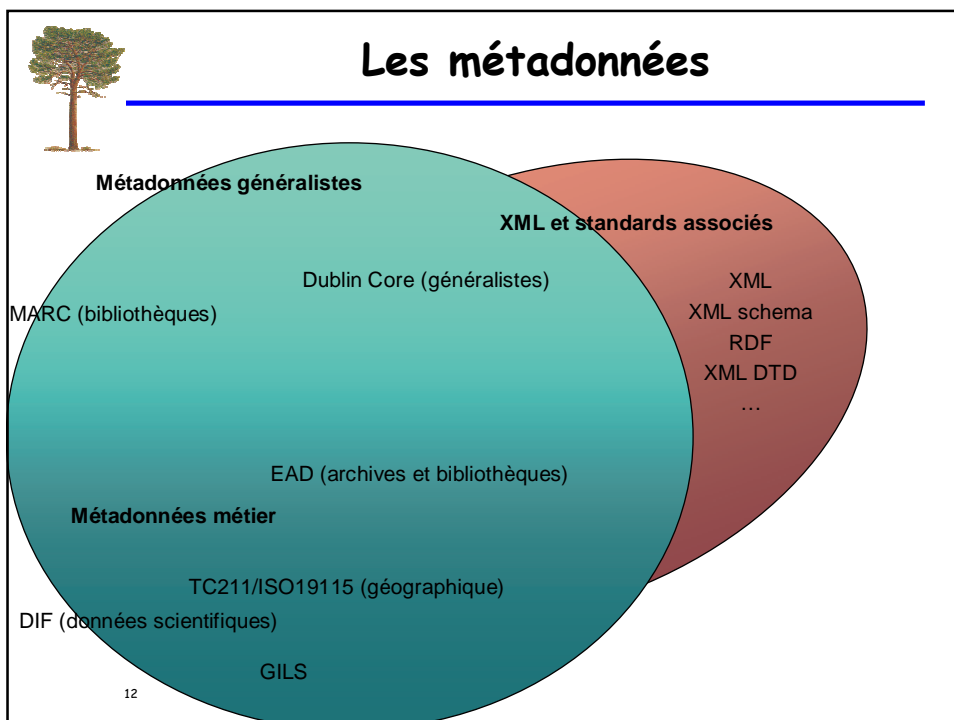 Les métadonnées
Métadonnées généralistes
XML et standards associés
Dublin Core (généralistes)
XML
MARC (bibliothèques)
XML schema
RDF
XML DTD
…
EAD (archives et bibliothèques)
Métadonnées métier
TC211/ISO19115 (géographique)
DIF (données scientifiques)
GILS
12